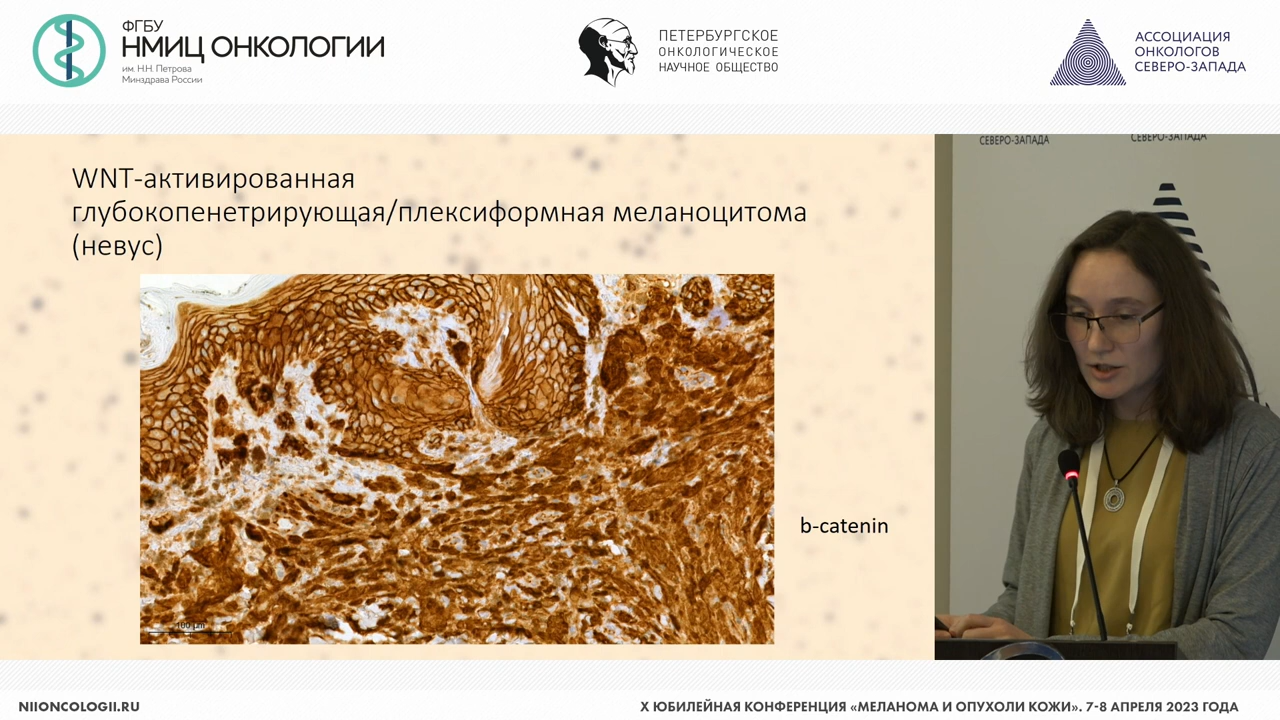 ФГБУ
НМИЦ ОНКОЛОГИИ
им. Н.Н. Петрова
Минздрава России
ПЕТЕРБУРГСКОЕ
ОНКОЛОГИЧЕСКОЕ
НАУЧНОЕ ОБЩЕСТВО
АССОЦИАЦИЯ
ОНКОЛОГОВ
СЕВЕРО-ЗАПАДА
СЕВЕРО-ЗАПАДА
СЕВЕРО-ЗАПАДА
WNT-активированная
глубокопенетрирующая/плексиформная меланоцитома
(невус)
b-catenin
100 µm
NIIONCOLOGII.RU
X ЮБИЛЕЙНАЯ КОНФЕРЕНЦИЯ «МЕЛАНОМА И ОПУХОЛИ КОЖИ». 7-8 АПРЕЛЯ 2023 ГОДА